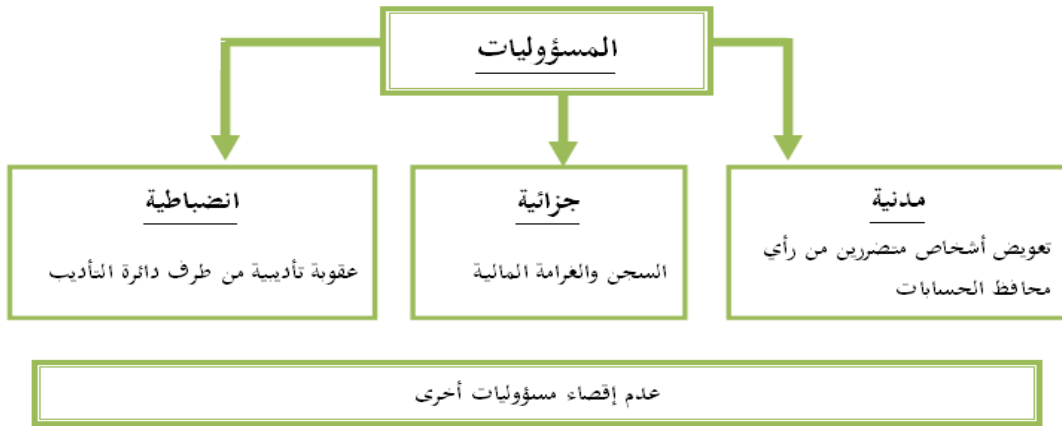 المسؤوليات
مدنية
تعويض أشخاص متضررين من رأي
محافظ الحسابات
جزائية
السجن والغرامة المالية
انضباطية
عقوبة تأديبية من طرف دائرة التأديب
عدم إقصاء مسؤوليات أخرى